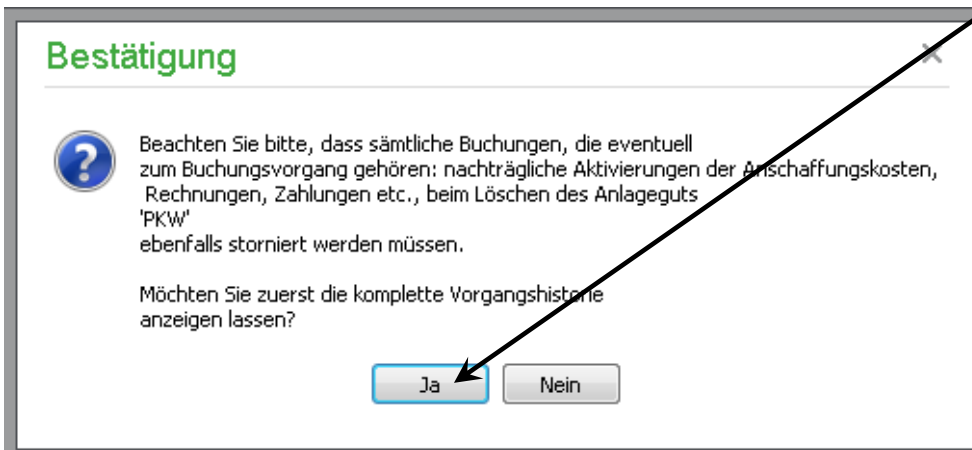 Bestätigung
Beachten Sie bitte, dass sämtliche Buchungen, die eventuell
zum Buchungsvorgang gehören: nachträgliche Aktivierungen der Anschaffungskosten,
Rechnungen, Zahlungen etc., beim Löschen des Anlageguts
'PKW'
ebenfalls storniert werden müssen.
Möchten Sie zuerst die komplette Vorgangshistorie
anzeigen lassen?
Ja
Nein